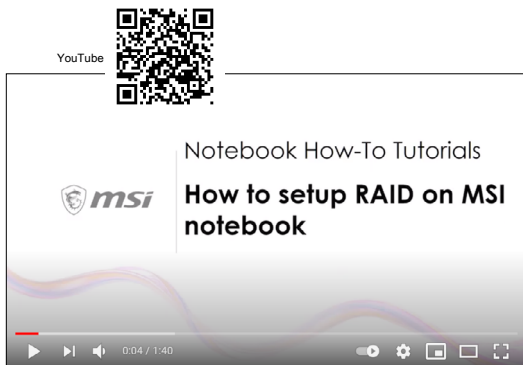 YouTube
Notebook How-To Tutorials
msi
How to setup RAID on MSI
notebook
0:04 / 1:40